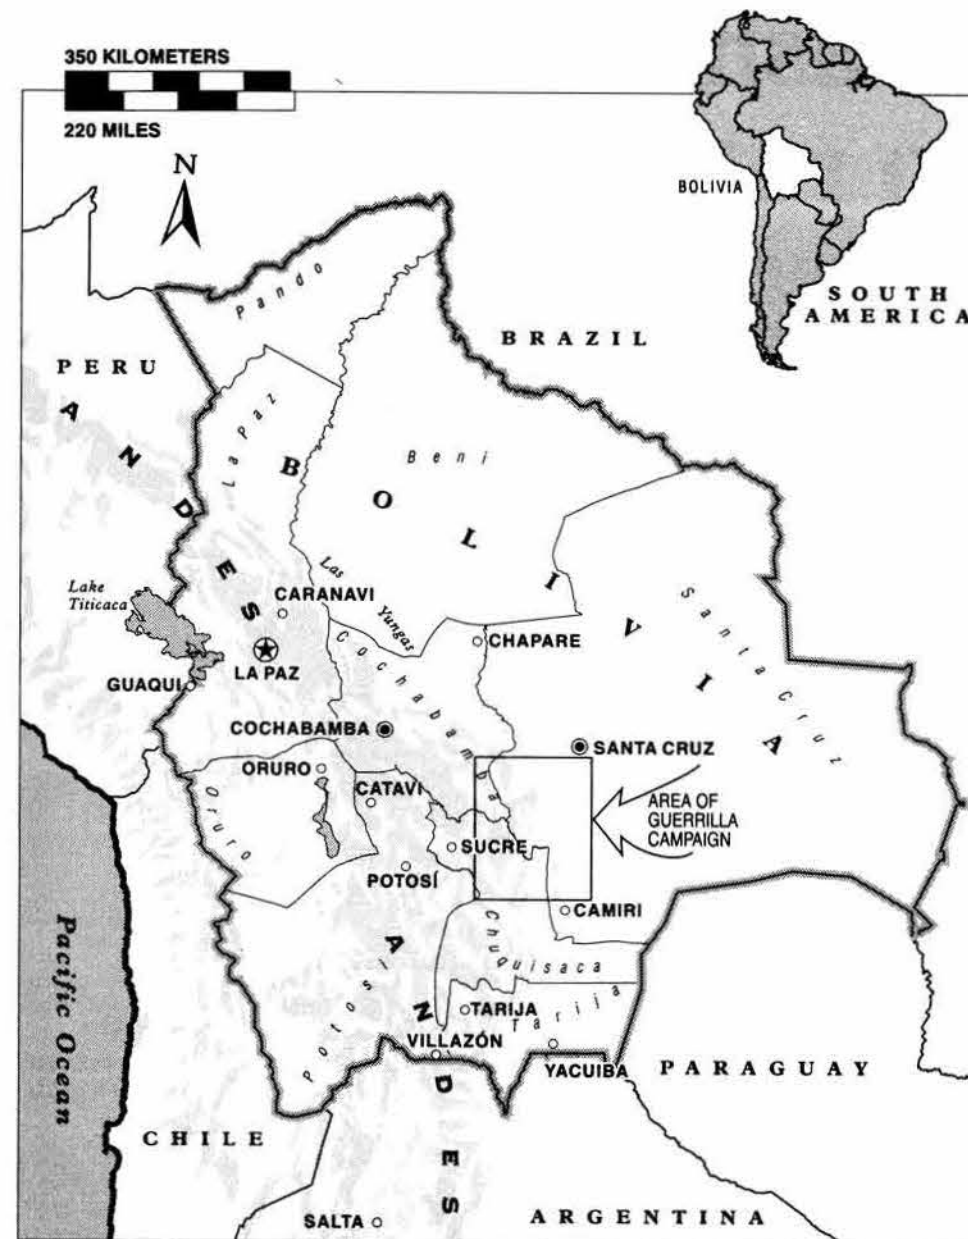 350 KILOMETERS
220 MILES
N
BOLIVIA
SOUTH
AMERICA
Pando
BRAZIL
PERU
ANDES
La Paz
BOLIVIA
Beni
Las
Yungas
Lake
Titicaca
CARANAVI
Santa Cruz
Cochabamba
CHAPARE
LA PAZ
GUAQUI
COCHABAMBA
SANTA CRUZ
ORURO
Oruro
CATAVI
AREA OF
GUERRILLA
CAMPAIGN
SUCRE
POTOSÍ
CAMIRI
Pacific Ocean
ANDES
Chuquisaca
Potosí
TARIJA
Tarija
VILLAZÓN
YACUIBA
PARAGUAY
CHILE
SALTA
ARGENTINA